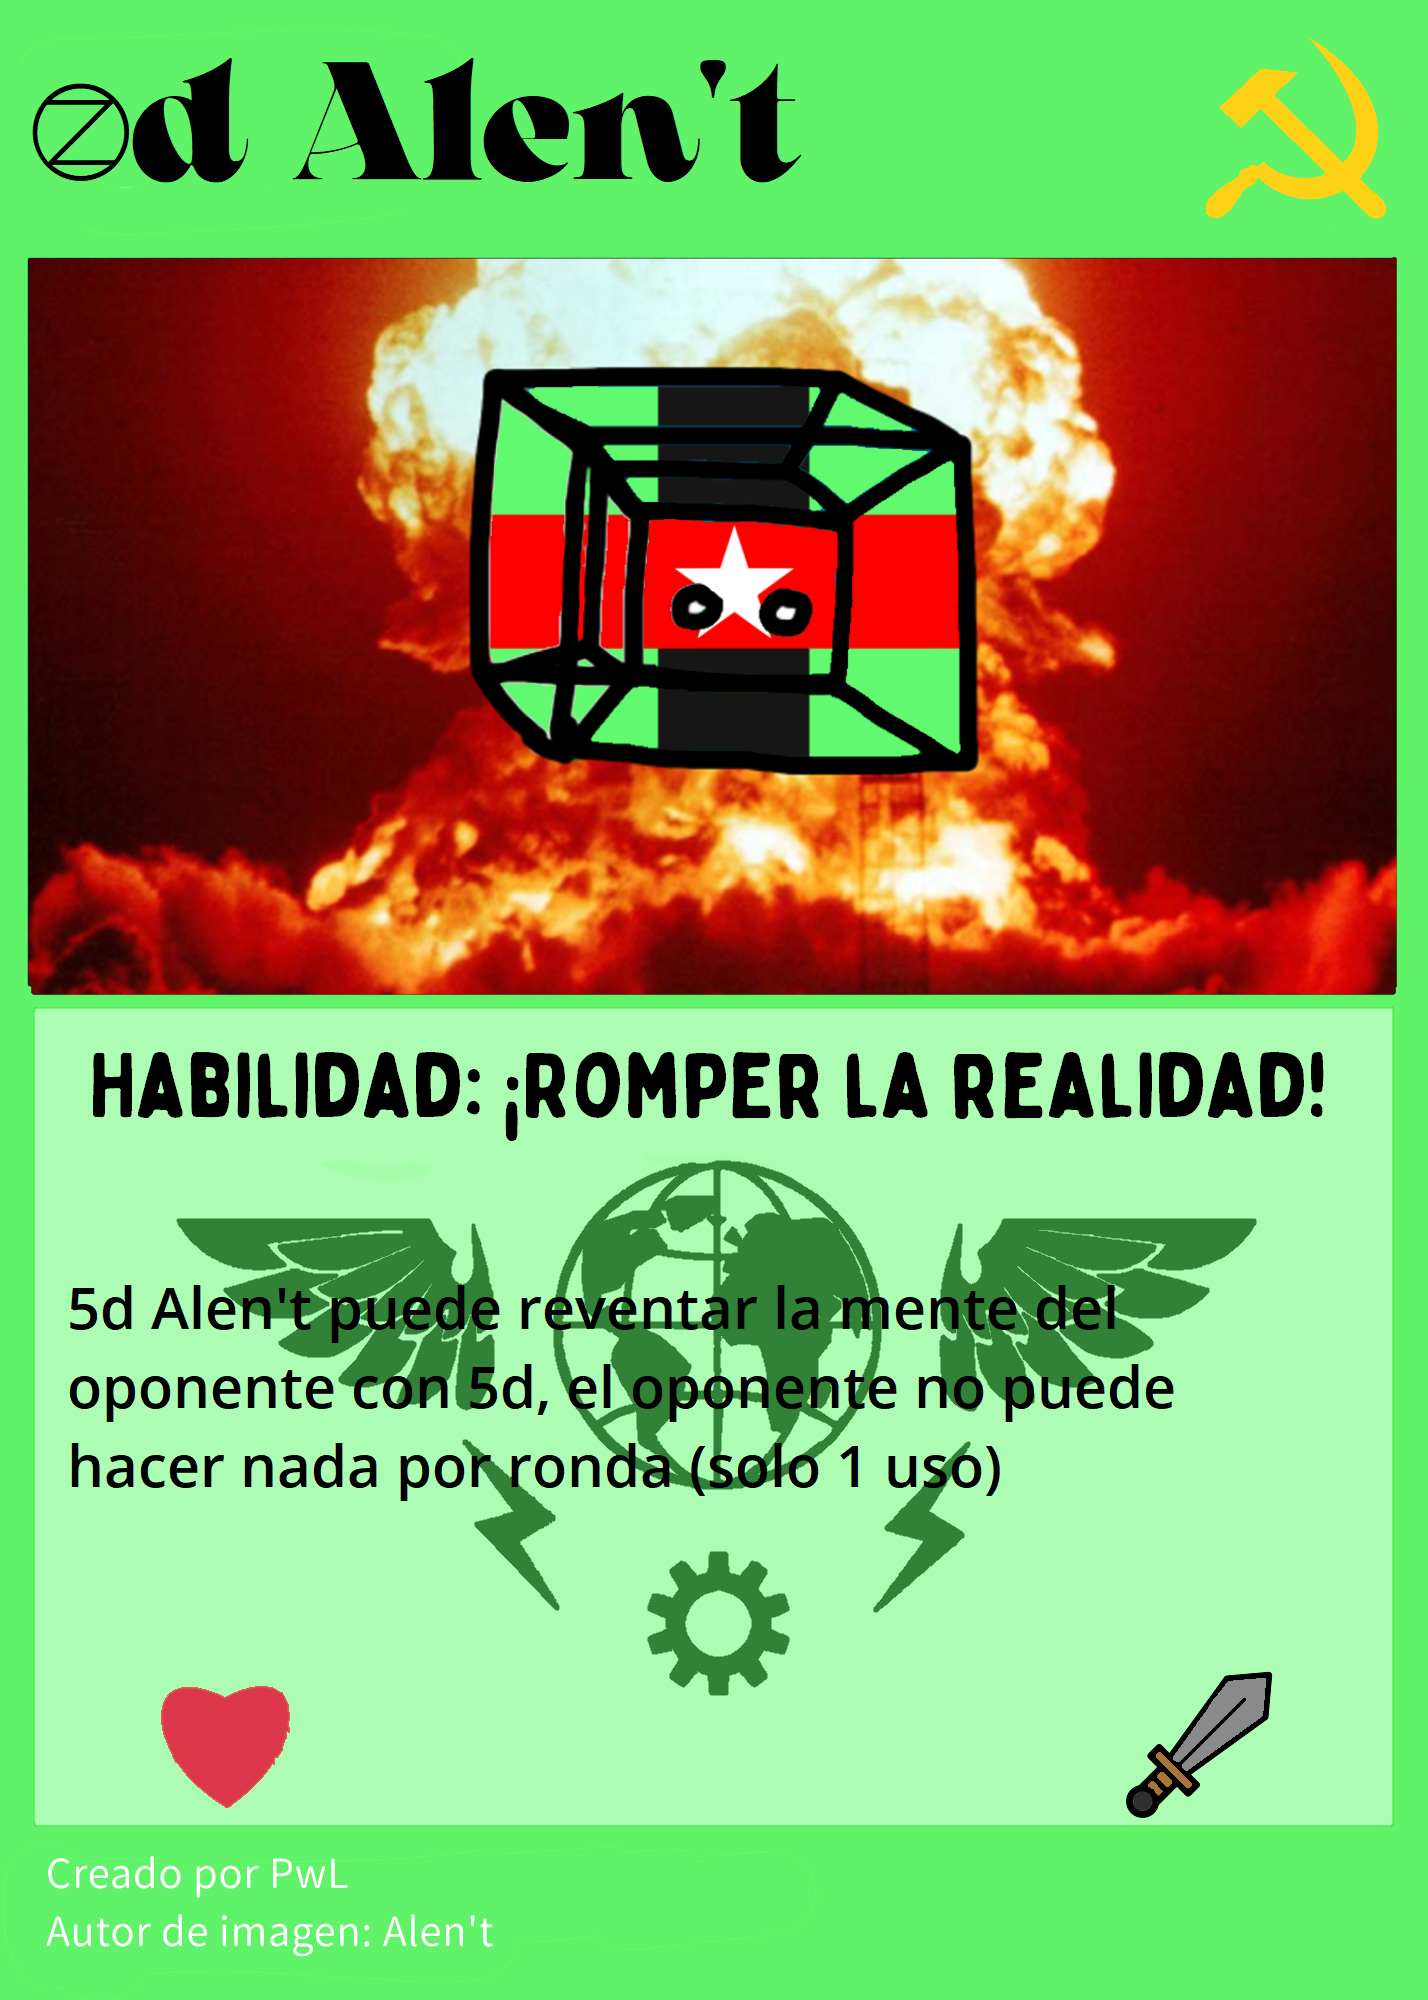 Zd Alen't
HABILIDAD: ¡ROMPER LA REALIDAD!
5d Alen't puede reventar la mente del
oponente con 5d, el oponente no puede
hacer nada por ronda (solo 1 uso)
Creado por PwL
Autor de imagen: Alen't